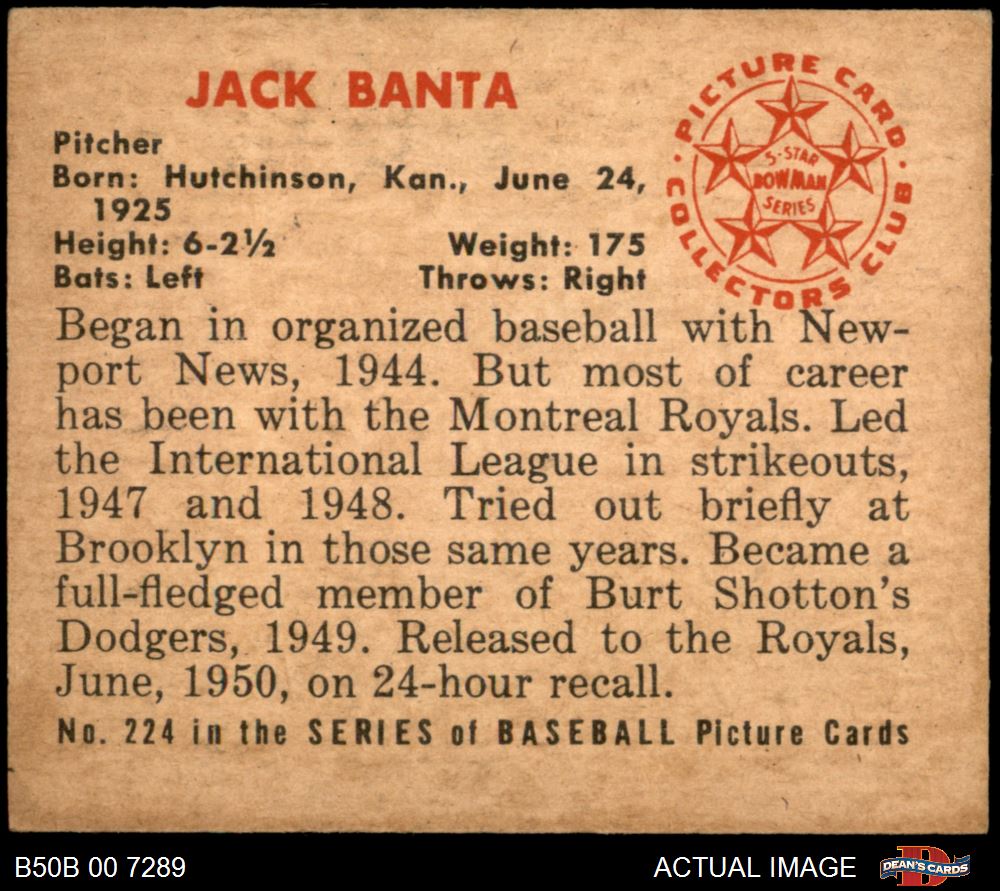 JACK BANTA
PICTURE CARD COLLECTORS CLUB
5-STAR
BOWMAN
SERIES
Pitcher
Born: Hutchinson, Kan., June 24,
1925
Height: 6-2½ Weight: 175
Bats: Left Throws: Right
Began in organized baseball with New-
port News, 1944. But most of career
has been with the Montreal Royals. Led
the International League in strikeouts,
1947 and 1948. Tried out briefly at
Brooklyn in those same years. Became a
full-fledged member of Burt Shotton's
Dodgers, 1949. Released to the Royals,
June, 1950, on 24-hour recall.
No. 224 in the SERIES of BASEBALL Picture Cards
B50B 00 7289 ACTUAL IMAGE DEAN'S CARDS